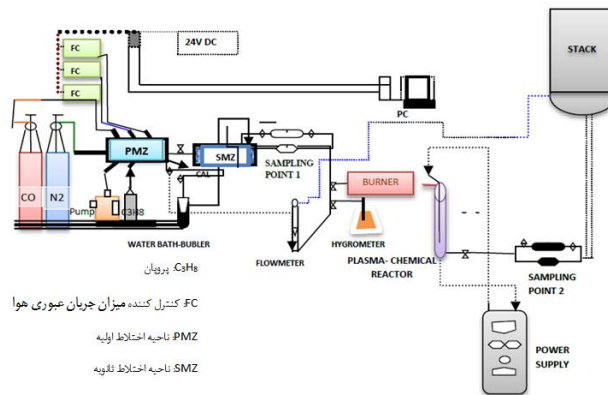 24V DC
FC
FC
FC
STACK
PC
PMZ
SMZ
CAL
SAMPLING
POINT 1
CO
N2
Pump
C3H8
BURNER
WATER BATH-BUBLER
FLOWMETER
HYGROMETER
PLASMA- CHEMICAL
REACTOR
SAMPLING
POINT 2
POWER
SUPPLY
C₃H₈: پروپان
FC: کنترل کننده میزان جریان عبوری هوا
PMZ: ناحیه اختلاط اولیه
SMZ: ناحیه اختلاط ثانویه